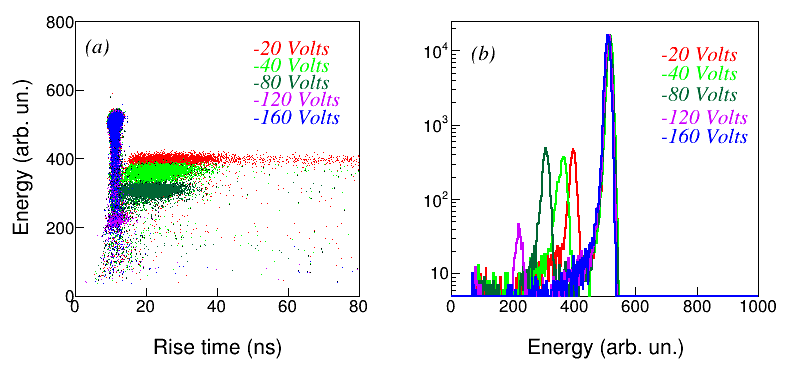 (a)
-20 Volts
-40 Volts
-80 Volts
-120 Volts
-160 Volts
800
600
400
200
0
0 20 40 60 80
Energy (arb. un.)
Rise time (ns)
(b)
-20 Volts
-40 Volts
-80 Volts
-120 Volts
-160 Volts
10⁴
10³
10²
10
0 200 400 600 800 1000
Energy (arb. un.)